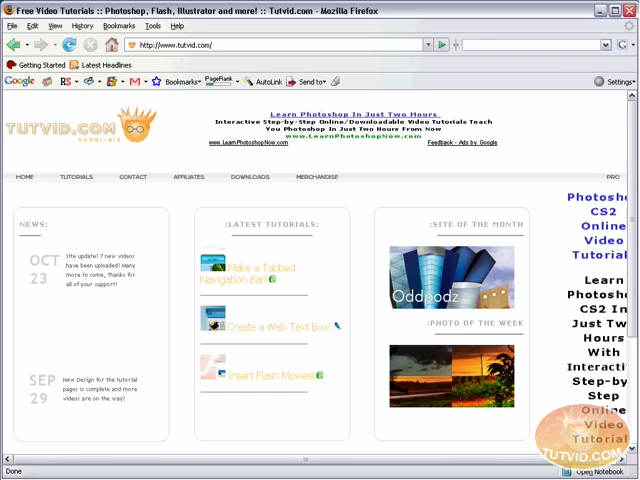 Free Video Tutorials :: Photoshop, Flash, Illustrator and more! :: Tutvid.com - Mozilla Firefox
File Edit View History Bookmarks Tools Help
http://www.tutvid.com/
Getting Started Latest Headlines
Google RS Bookmarks PageRank AutoLink Send to Settings
TUTVID.COM
tutorials
Learn Photoshop In Just Two Hours
Interactive Step-by-Step Online/Downloadable Video Tutorials Teach
You Photoshop In Just Two Hours From Now
www.LearnPhotoshopNow.com
www.LearnPhotoshopNow.com Feedback - Ads by Google
HOME TUTORIALS CONTACT AFFILIATES DOWNLOADS MERCHANDISE PRO
NEWS:
OCT
23
Site update! 7 new videos
have been uploaded! Many
more to come, Thanks for
all of your support!
SEP
29
New Design for the tutorial
pages is complete and more
videos are on the way!
:LATEST TUTORIALS:
Make a Tabbed
Navigation Bar!
Create a Web Text Box!
Insert Flash Movies!
:SITE OF THE MONTH
Oddpodz
:PHOTO OF THE WEEK
Photosh
CS2
Online
Video
Tutorial
Learn
Photosh
CS2 In
Just Tw
Hours
With
Interacti
Step-by
Step
Online
Video
Tutorial
TUTVID.COM
Done Open Notebook